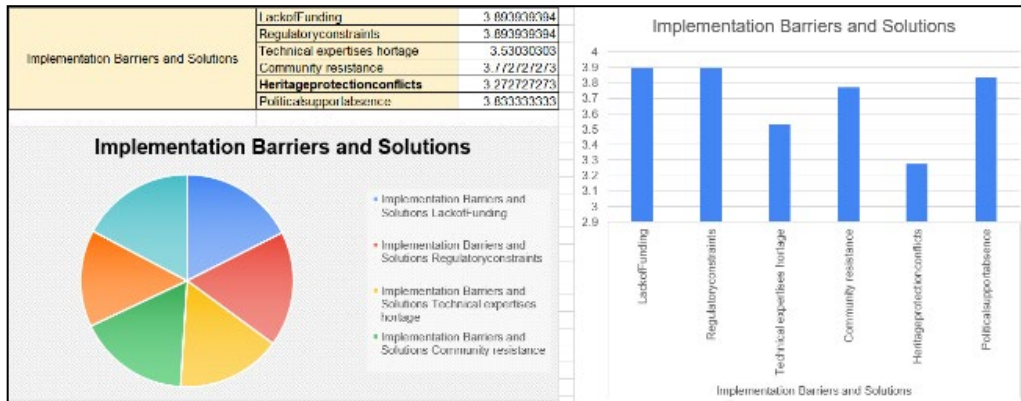 Implementation Barriers and Solutions
LackofFunding 3.893939394
Regulatoryconstraints 3.893939394
Technical expertises hortage 3.53030303
Community resistance 3.772727273
Heritageprotectionconflicts 3.272727273
Politicalsupportabsence 3.833333333
Implementation Barriers and Solutions
Implementation Barriers and
Solutions LackofFunding
Implementation Barriers and
Solutions Regulatoryconstraints
Implementation Barriers and
Solutions Technical expertises
hortage
Implementation Barriers and
Solutions Community resistance
Implementation Barriers and Solutions
4
3.9
3.8
3.7
3.6
3.5
3.4
3.3
3.2
3.1
3
2.9
LackofFunding
Regulatoryconstraints
Technical expertises hortage
Community resistance
Heritageprotectionconflicts
Politicalsupportabsence
Implementation Barriers and Solutions